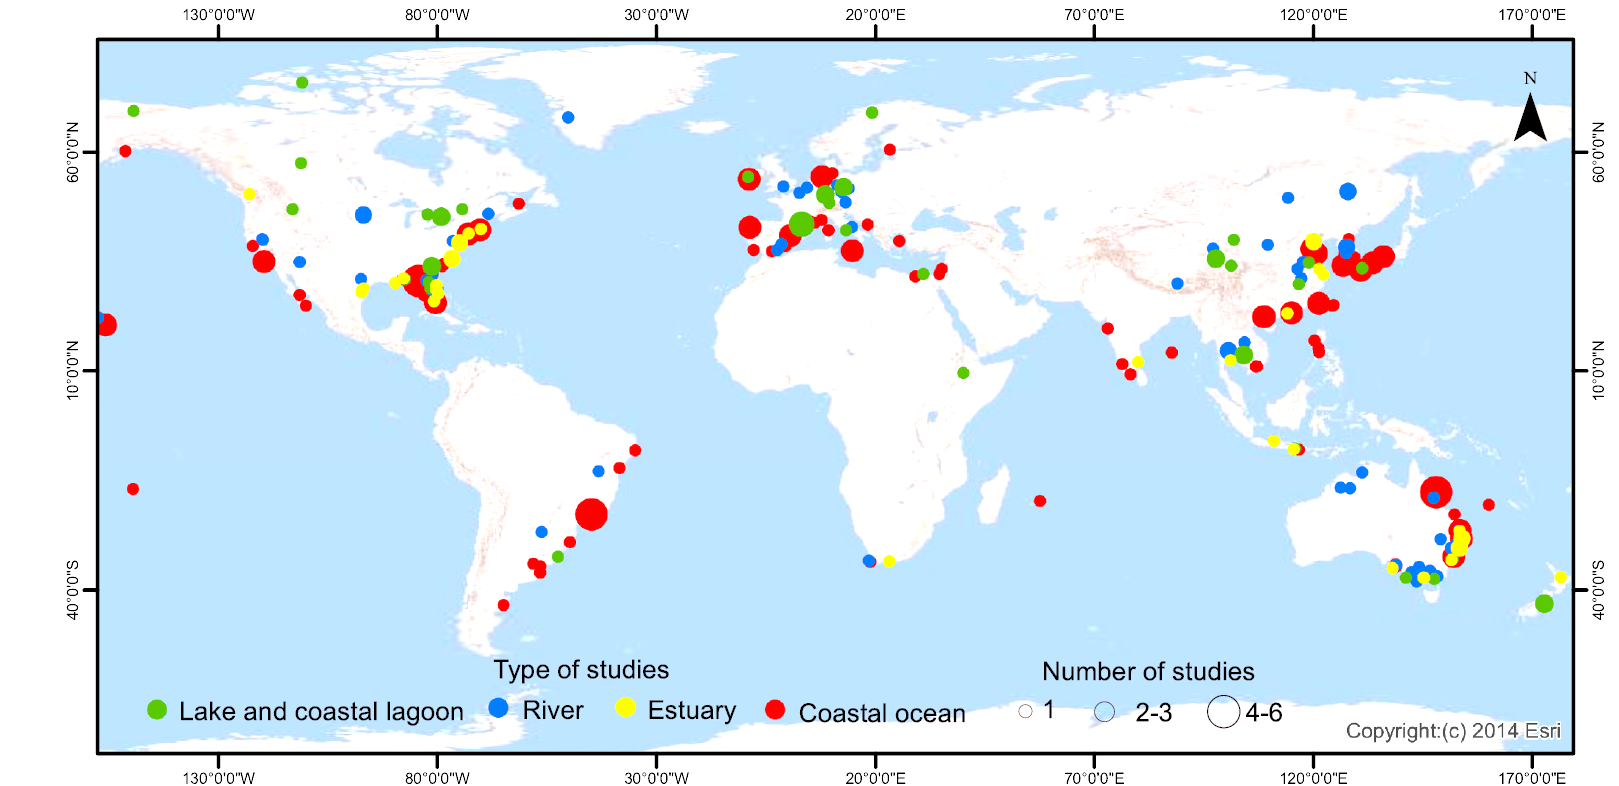 130°0'0"W 80°0'0"W 30°0'0"W 20°0'0"E 70°0'0"E 120°0'0"E 170°0'0"E
N
60°0'0"N 60°0'0"N
10°0'0"N 10°0'0"N
40°0'0"S 40°0'0"S
Type of studies Number of studies
Lake and coastal lagoon River Estuary Coastal ocean 1 2-3 4-6
Copyright:(c) 2014 Esri
130°0'0"W 80°0'0"W 30°0'0"W 20°0'0"E 70°0'0"E 120°0'0"E 170°0'0"E